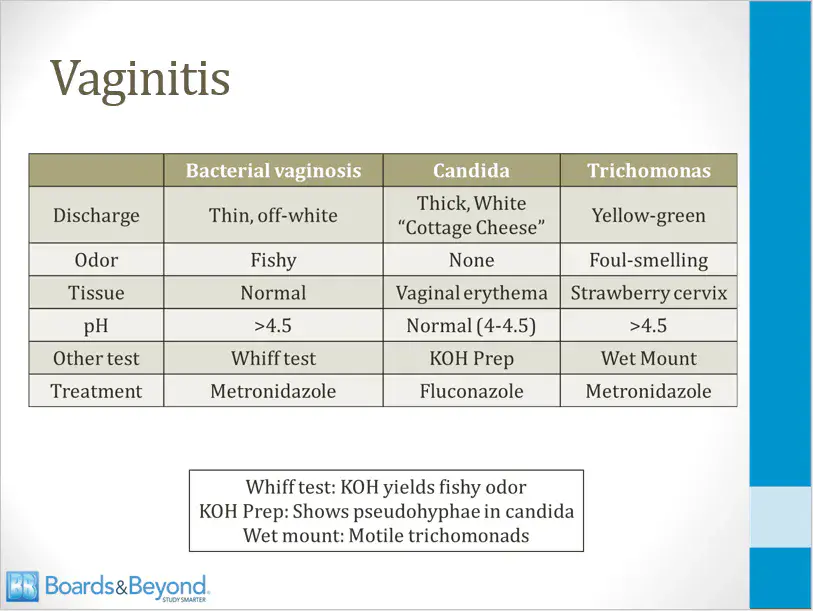 Vaginitis
Bacterial vaginosis Candida Trichomonas
Discharge Thin, off-white Thick, White “Cottage Cheese” Yellow-green
Odor Fishy None Foul-smelling
Tissue Normal Vaginal erythema Strawberry cervix
pH >4.5 Normal (4-4.5) >4.5
Other test Whiff test KOH Prep Wet Mount
Treatment Metronidazole Fluconazole Metronidazole
Whiff test: KOH yields fishy odor
KOH Prep: Shows pseudohyphae in candida
Wet mount: Motile trichomonads
BB Boards&Beyond.
STUDY SMARTER